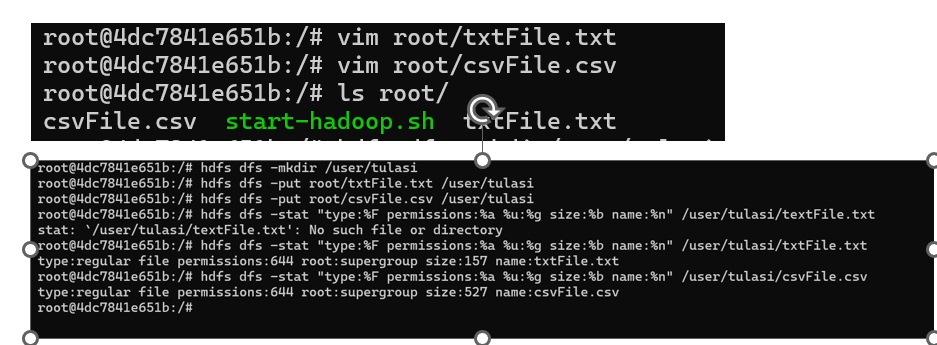 root@4dc7841e651b:/# vim root/txtFile.txt
root@4dc7841e651b:/# vim root/csvFile.csv
root@4dc7841e651b:/# ls root/
csvFile.csv  start-hadoop.sh  txtFile.txt
root@4dc7841e651b:/# hdfs dfs -mkdir /user/tulasi
root@4dc7841e651b:/# hdfs dfs -put root/txtFile.txt /user/tulasi
root@4dc7841e651b:/# hdfs dfs -put root/csvFile.csv /user/tulasi
root@4dc7841e651b:/# hdfs dfs -stat "type:%F permissions:%a %u:%g size:%b name:%n" /user/tulasi/textFile.txt
stat: `/user/tulasi/textFile.txt': No such file or directory
root@4dc7841e651b:/# hdfs dfs -stat "type:%F permissions:%a %u:%g size:%b name:%n" /user/tulasi/txtFile.txt
type:regular file permissions:644 root:supergroup size:157 name:txtFile.txt
root@4dc7841e651b:/# hdfs dfs -stat "type:%F permissions:%a %u:%g size:%b name:%n" /user/tulasi/csvFile.csv
type:regular file permissions:644 root:supergroup size:527 name:csvFile.csv
root@4dc7841e651b:/#